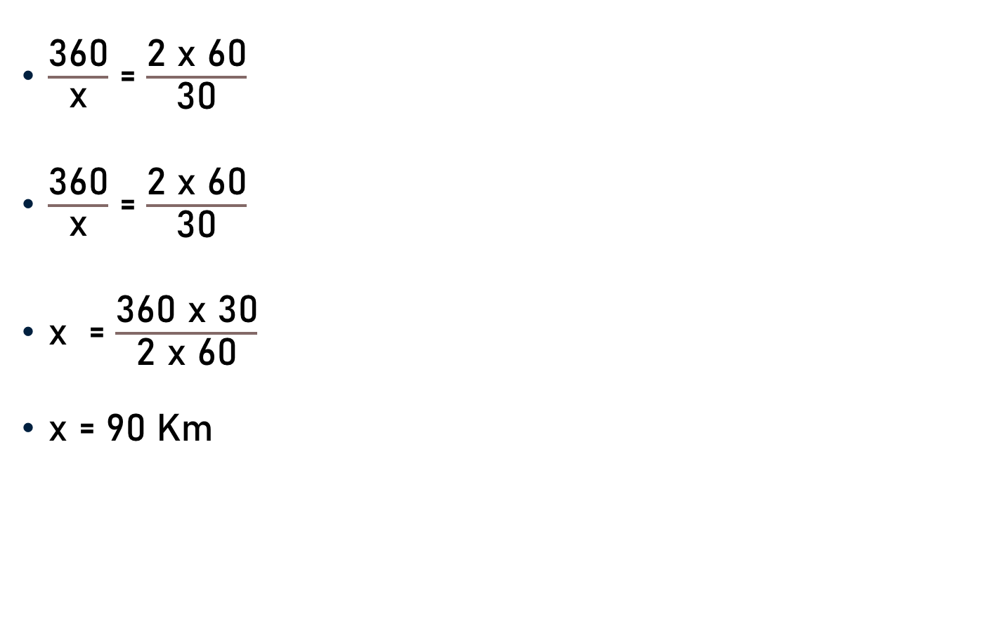 • 360/x = 2 x 60/30
• 360/x = 2 x 60/30
• x = 360 x 30/2 x 60
• x = 90 Km